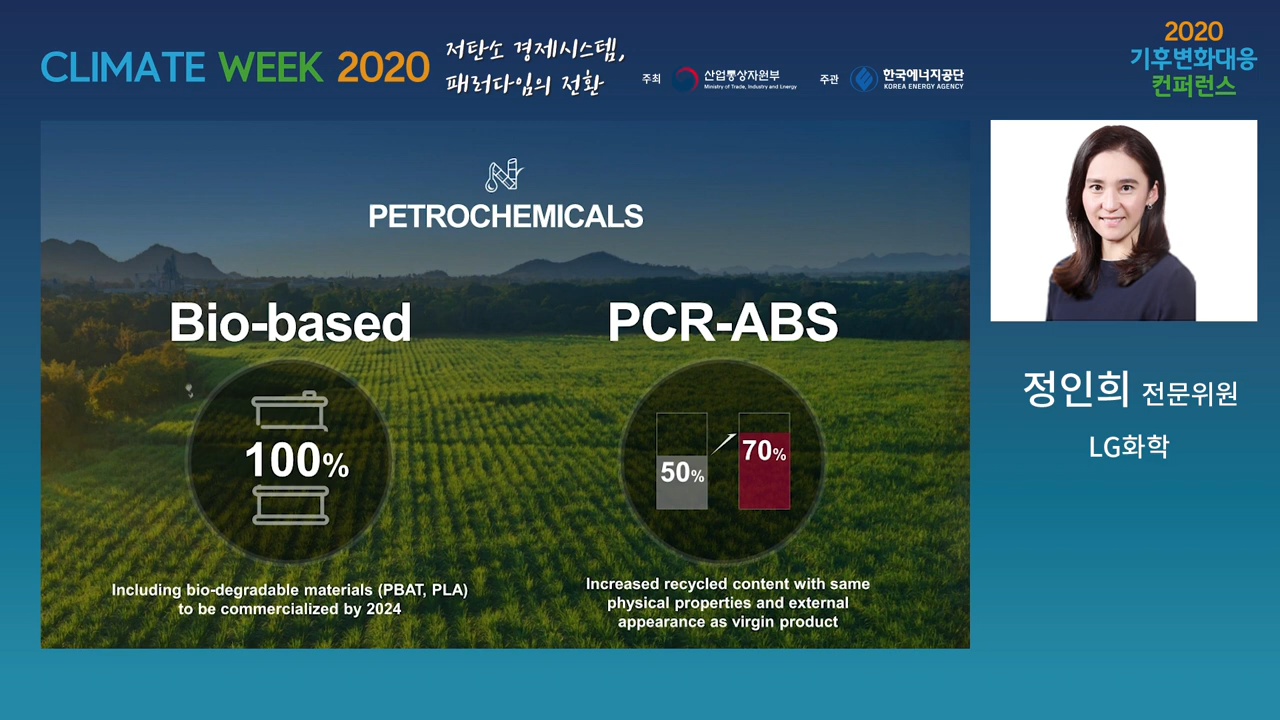 CLIMATE WEEK 2020
저탄소 경제시스템,
패러다임의 전환
주최
산업통상자원부
Ministry of Trade, Industry and Energy
주관
한국에너지공단
KOREA ENERGY AGENCY
2020
기후변화대응
컨퍼런스
PETROCHEMICALS
Bio-based
100%
Including bio-degradable materials (PBAT, PLA)
to be commercialized by 2024
PCR-ABS
50%
70%
Increased recycled content with same
physical properties and external
appearance as virgin product
정인희 전문위원
LG화학